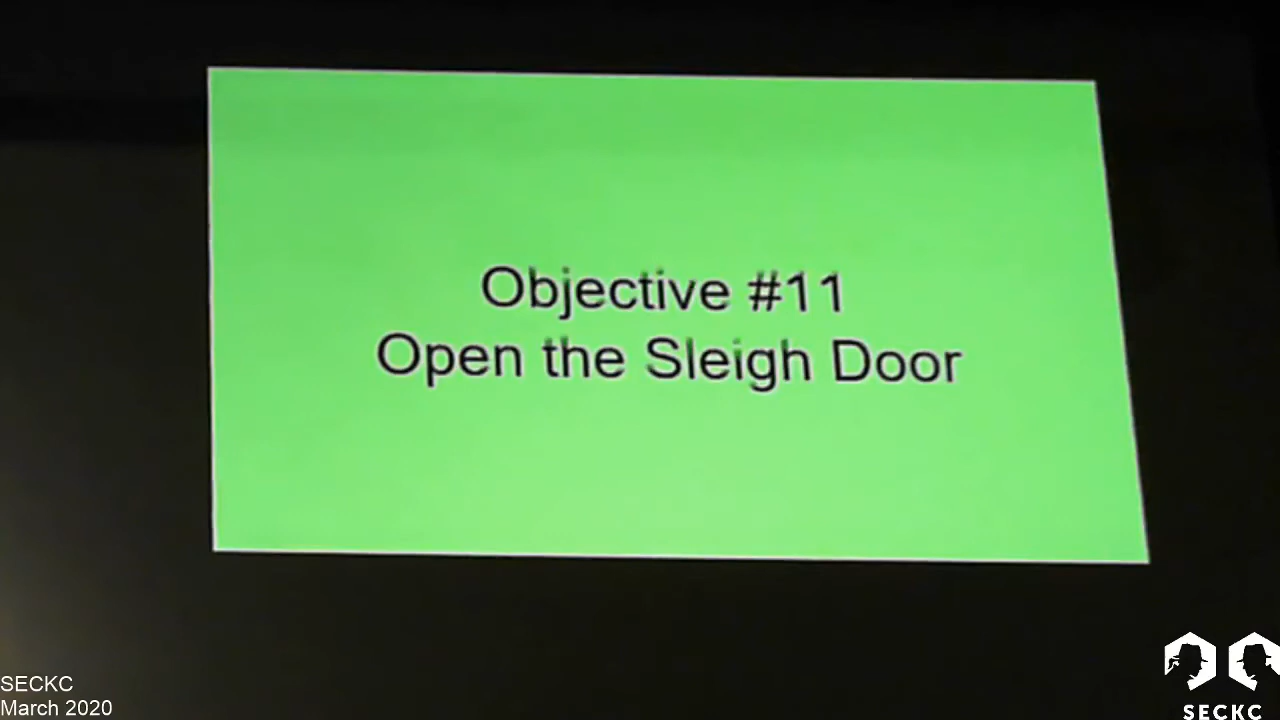 Objective #11
Open the Sleigh Door
SECKC
March 2020
SECKC